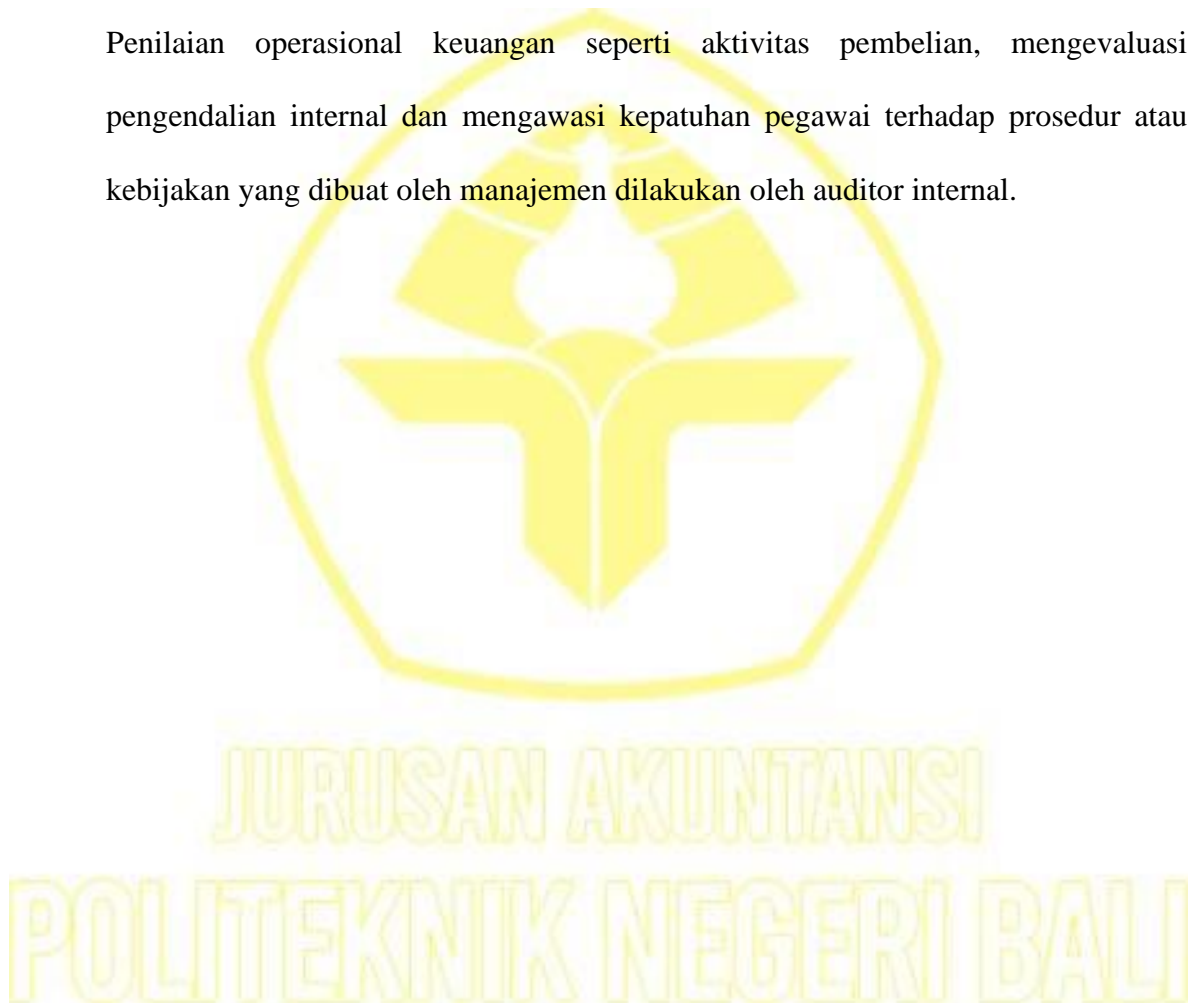 Penilaian operasional keuangan seperti aktivitas pembelian, mengevaluasi
pengendalian internal dan mengawasi kepatuhan pegawai terhadap prosedur atau
kebijakan yang dibuat oleh manajemen dilakukan oleh auditor internal.
JURUSAN AKUNTANSI
POLITEKNIK NEGERI BALI